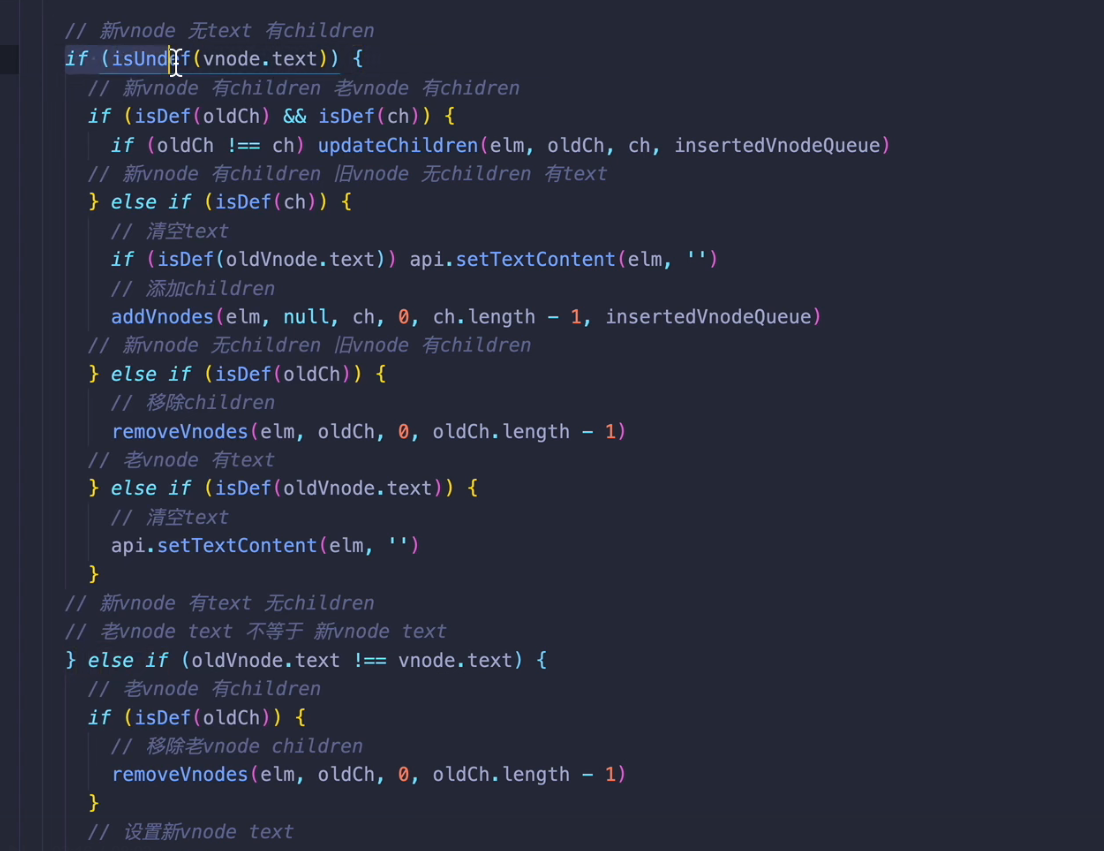 // 新vnode 无text 有children
if (isUndef(vnode.text)) {
// 新vnode 有children 老vnode 有chidren
if (isDef(oldCh) && isDef(ch)) {
if (oldCh !== ch) updateChildren(elm, oldCh, ch, insertedVnodeQueue)
// 新vnode 有children 旧vnode 无children 有text
} else if (isDef(ch)) {
// 清空text
if (isDef(oldVnode.text)) api.setTextContent(elm, '')
// 添加children
addVnodes(elm, null, ch, 0, ch.length - 1, insertedVnodeQueue)
// 新vnode 无children 旧vnode 有children
} else if (isDef(oldCh)) {
// 移除children
removeVnodes(elm, oldCh, 0, oldCh.length - 1)
// 老vnode 有text
} else if (isDef(oldVnode.text)) {
// 清空text
api.setTextContent(elm, '')
}
// 新vnode 有text 无children
// 老vnode text 不等于 新vnode text
} else if (oldVnode.text !== vnode.text) {
// 老vnode 有children
if (isDef(oldCh)) {
// 移除老vnode children
removeVnodes(elm, oldCh, 0, oldCh.length - 1)
}
// 设置新vnode text